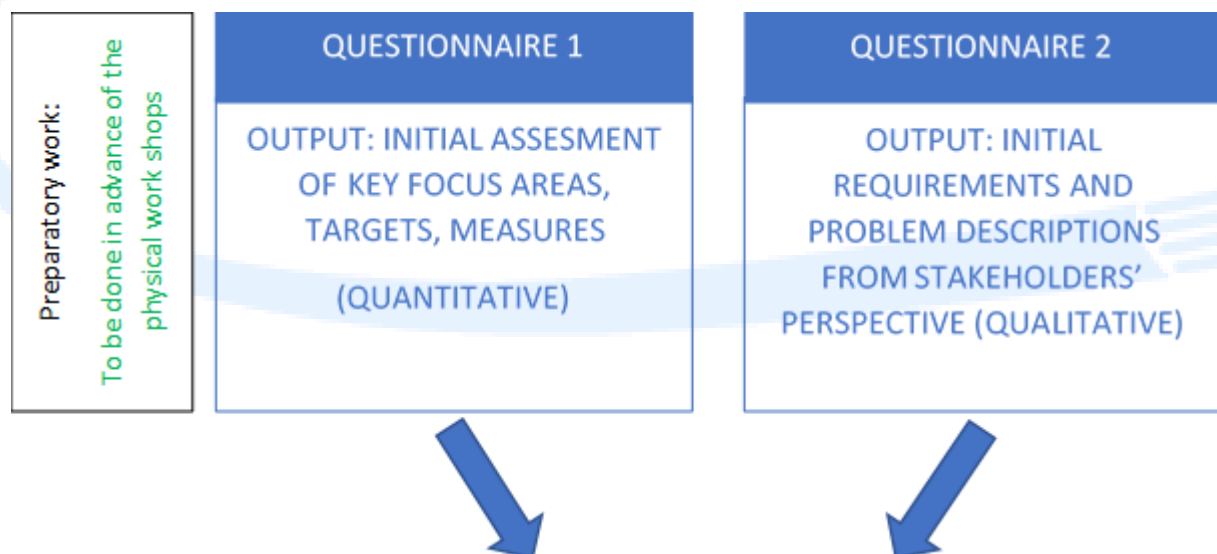 Preparatory work:
To be done in advance of the
physical work shops
QUESTIONNAIRE 1
OUTPUT: INITIAL ASSESMENT
OF KEY FOCUS AREAS,
TARGETS, MEASURES
(QUANTITATIVE)
QUESTIONNAIRE 2
OUTPUT: INITIAL
REQUIREMENTS AND
PROBLEM DESCRIPTIONS
FROM STAKEHOLDERS’
PERSPECTIVE (QUALITATIVE)